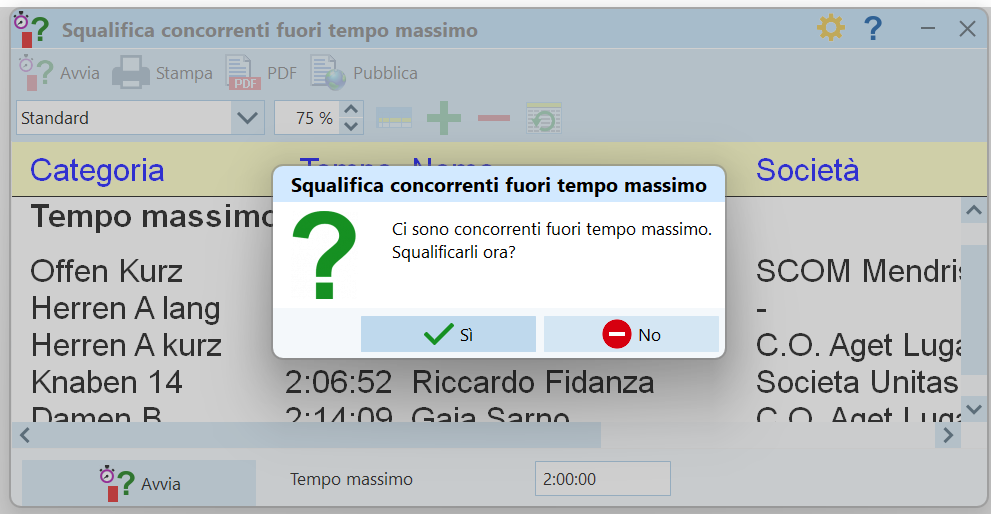 Squalifica concorrenti fuori tempo massimo
Avvia Stampa PDF Pubblica
Standard 75 %
Categoria Tempo Nome Società
Squalifica concorrenti fuori tempo massimo
Ci sono concorrenti fuori tempo massimo.
Squalificarli ora?
Sì No
Tempo massimo
Offen Kurz SCOM Mendris
Herren A lang -
Herren A kurz C.O. Aget Luga
Knaben 14 2:06:52 Riccardo Fidanza Societa Unitas
Damen B 2:14:09 Gaia Sarno C.O. Aget Luga
Avvia Tempo massimo 2:00:00